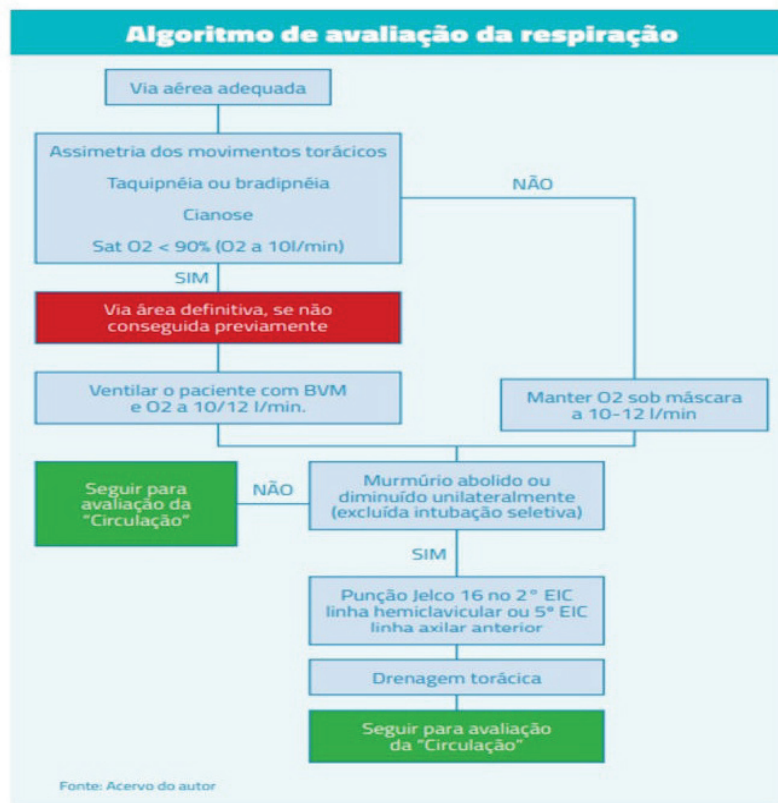 Algoritmo de avaliação da respiração
Via aérea adequada
Assimetria dos movimentos torácicos
Taquipnéia ou bradipnéia
Cianose
Sat O2 < 90% (O2 a 10l/min)
NÃO
SIM
Via área definitiva, se não
conseguida previamente
Ventilar o paciente com BVM
e O2 a 10/12 l/min.
Manter O2 sob máscara
a 10-12 l/min
Seguir para
avaliação da
"Circulação"
NÃO
Murmúrio abolido ou
diminuído unilateralmente
(excluída intubação seletiva)
SIM
Punção Jelco 16 no 2° EIC
linha hemiclavicular ou 5º EIC
linha axilar anterior
Drenagem torácica
Seguir para avaliação
da "Circulação"
Fonte: Acervo do autor